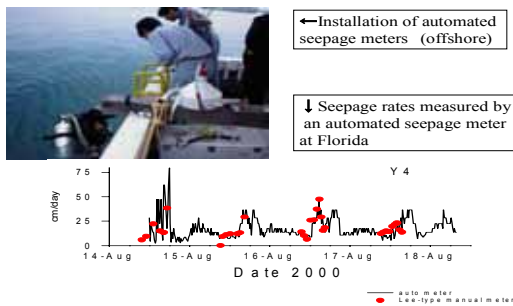 ←Installation of automated
seepage meters (offshore)
↓ Seepage rates measured by
an automated seepage meter
at Florida
Y 4
cm/day
75
50
25
0
14-Aug 15-Aug 16-Aug 17-Aug 18-Aug
Date 2000
auto meter
Lee-type manual meter